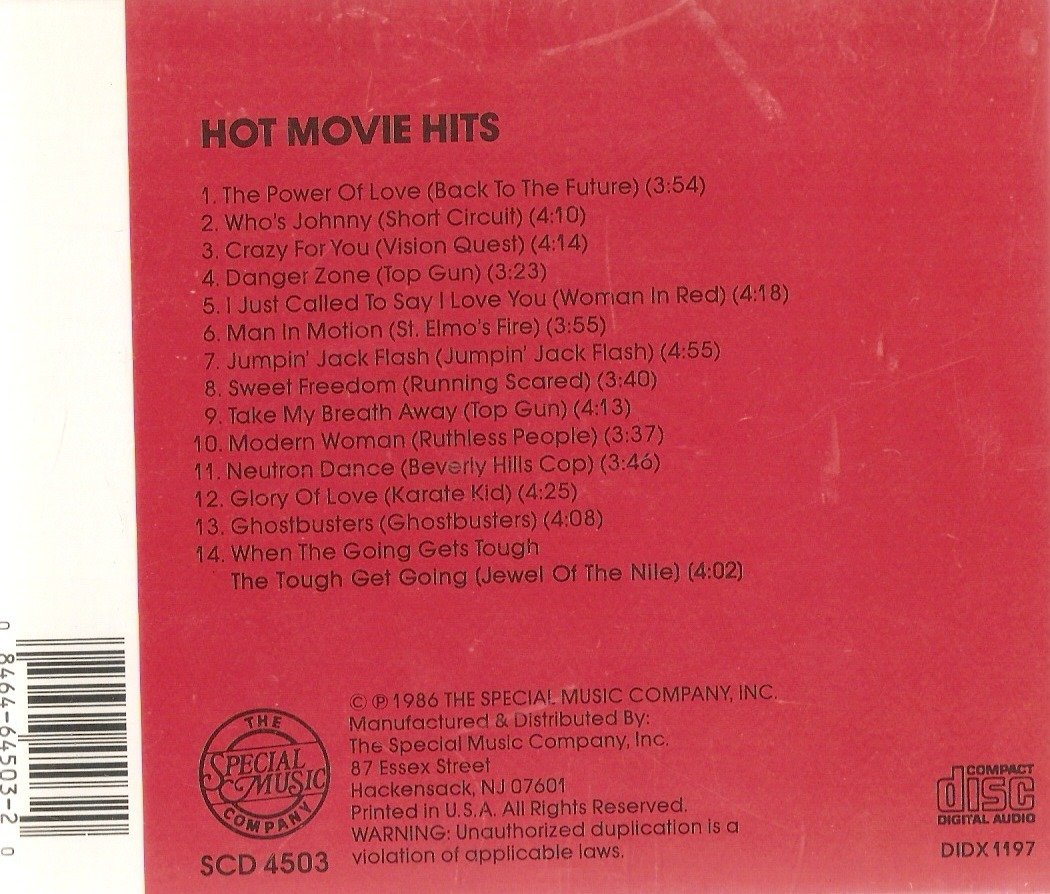 HOT MOVIE HITS
1. The Power Of Love (Back To The Future) (3:54)
2. Who's Johnny (Short Circuit) (4:10)
3. Crazy For You (Vision Quest) (4:14)
4. Danger Zone (Top Gun) (3:23)
5. I Just Called To Say I Love You (Woman In Red) (4:18)
6. Man In Motion (St. Elmo's Fire) (3:55)
7. Jumpin' Jack Flash (Jumpin' Jack Flash) (4:55)
8. Sweet Freedom (Running Scared) (3:40)
9. Take My Breath Away (Top Gun) (4:13)
10. Modern Woman (Ruthless People) (3:37)
11. Neutron Dance (Beverly Hills Cop) (3:46)
12. Glory Of Love (Karate Kid) (4:25)
13. Ghostbusters (Ghostbusters) (4:08)
14. When The Going Gets Tough
The Tough Get Going (Jewel Of The Nile) (4:02)
0 8464-64503-2 0
THE
SPECIAL
MUSIC
COMPANY
SCD 4503
© ℗ 1986 THE SPECIAL MUSIC COMPANY, INC.
Manufactured & Distributed By:
The Special Music Company, Inc.
87 Essex Street
Hackensack, NJ 07601
Printed in U.S.A. All Rights Reserved.
WARNING: Unauthorized duplication is a
violation of applicable laws.
COMPACT
disc
DIGITAL AUDIO
DIDX 1197